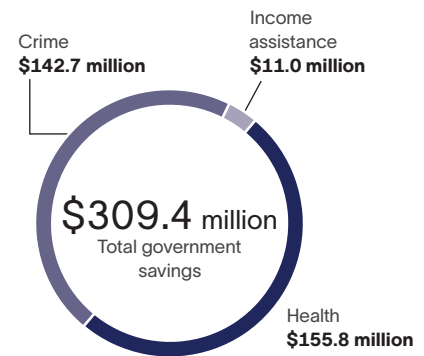 Income
assistance
$11.0 million
Crime
$142.7 million
$309.4 million
Total government
savings
Health
$155.8 million